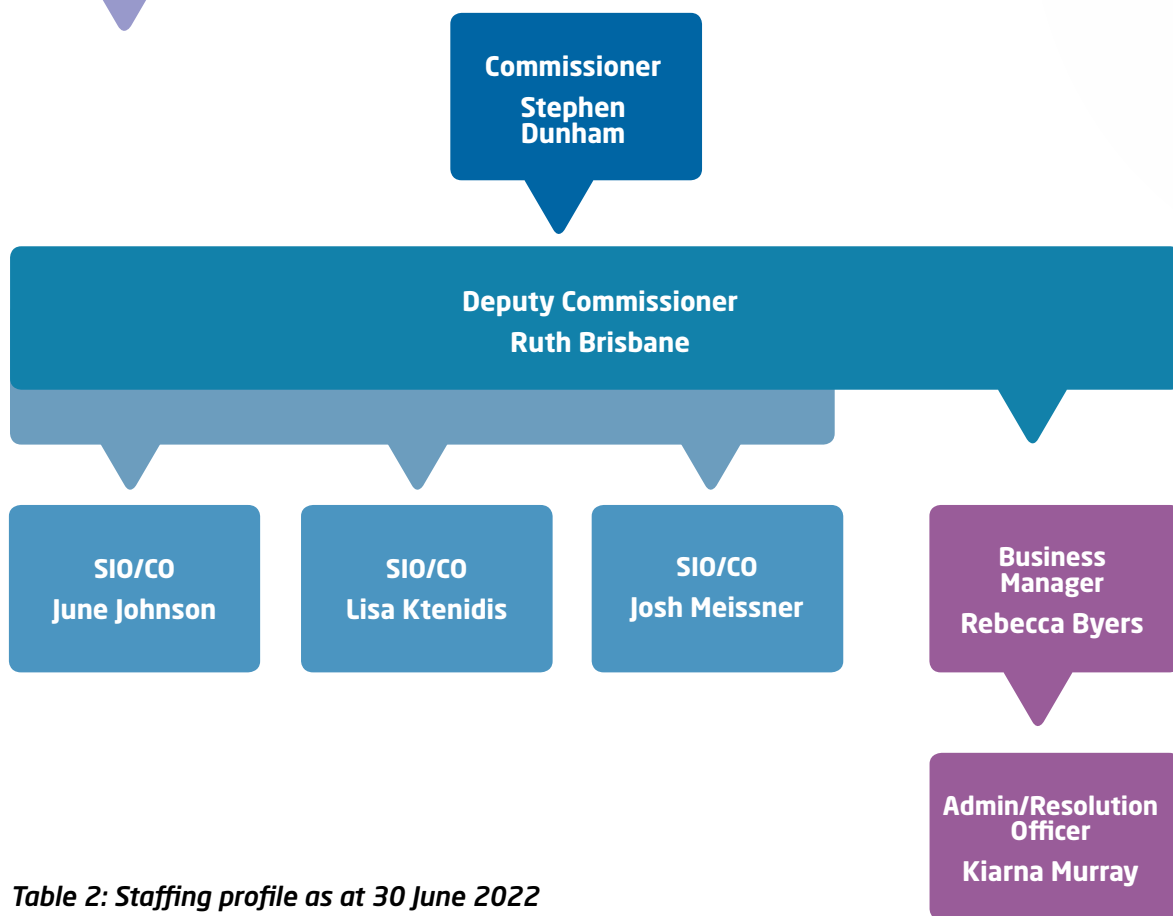 Commissioner
Stephen
Dunham
Deputy Commissioner
Ruth Brisbane
SIO/CO
June Johnson
SIO/CO
Lisa Ktenidis
SIO/CO
Josh Meissner
Business
Manager
Rebecca Byers
Admin/Resolution
Officer
Kiarna Murray
Table 2: Staffing profile as at 30 June 2022